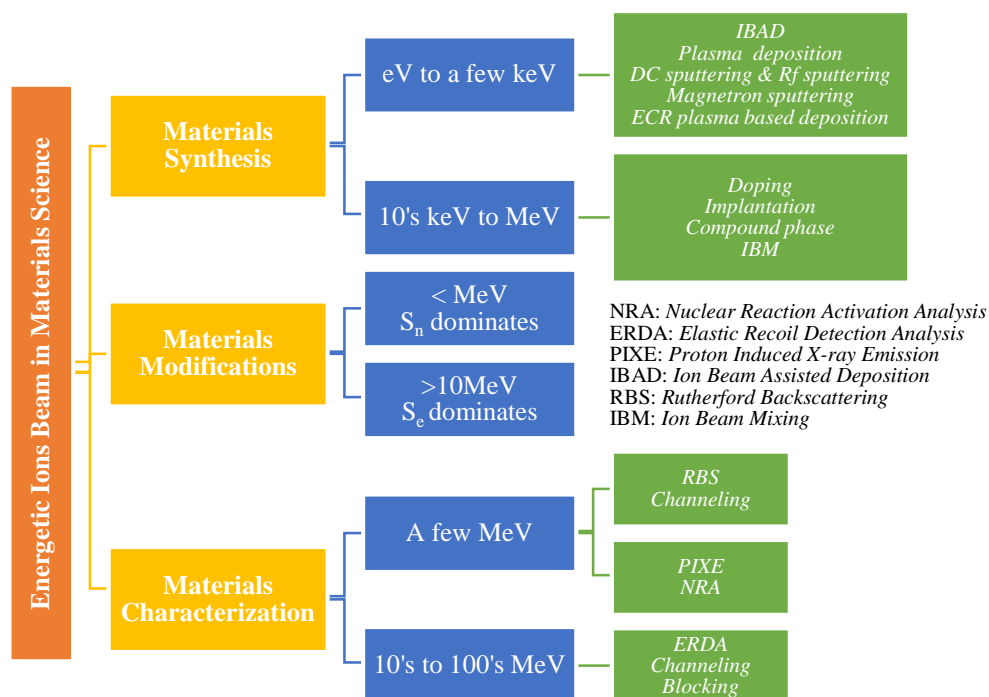 Energetic Ions Beam in Materials Science
Materials
Synthesis
eV to a few keV
IBAD
Plasma deposition
DC sputtering & Rf sputtering
Magnetron sputtering
ECR plasma based deposition
10's keV to MeV
Doping
Implantation
Compound phase
IBM
Materials
Modifications
< MeV
Sn dominates
>10MeV
Se dominates
NRA: Nuclear Reaction Activation Analysis
ERDA: Elastic Recoil Detection Analysis
PIXE: Proton Induced X-ray Emission
IBAD: Ion Beam Assisted Deposition
RBS: Rutherford Backscattering
IBM: Ion Beam Mixing
Materials
Characterization
A few MeV
RBS
Channeling
PIXE
NRA
10's to 100's MeV
ERDA
Channeling
Blocking